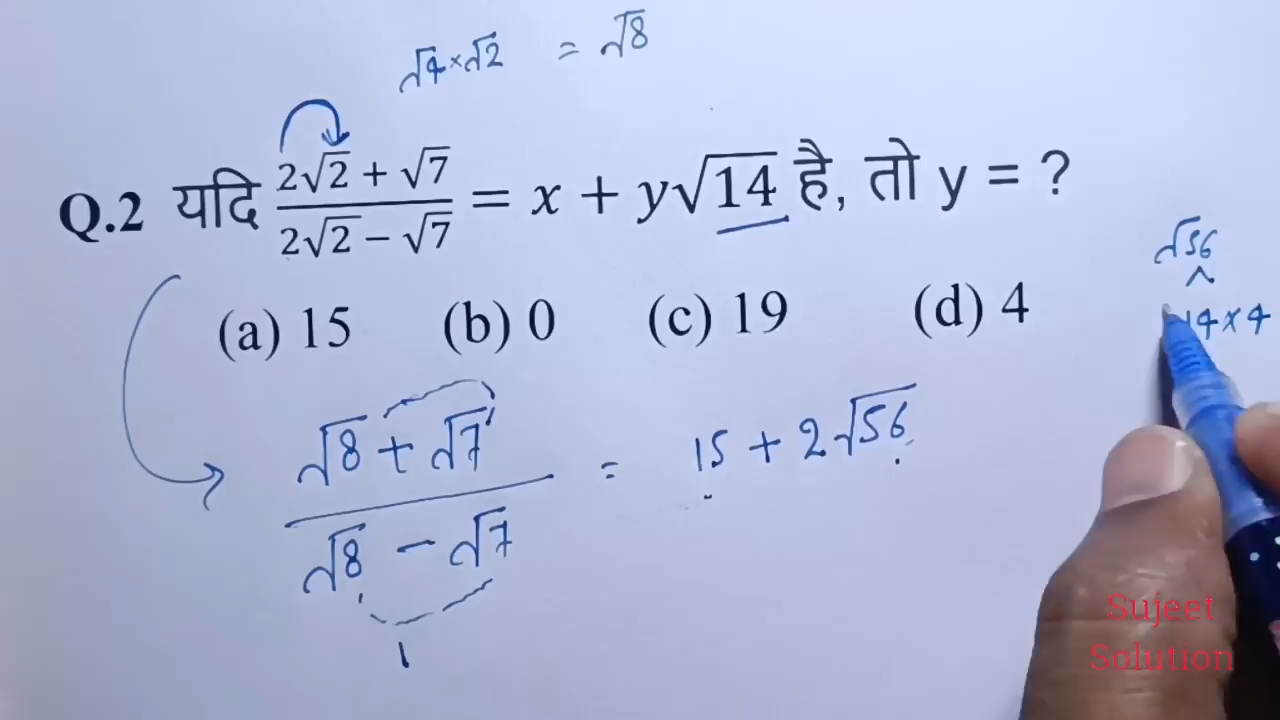 √4×√2 = √8
Q.2 यदि (2√2 + √7)/(2√2 − √7) = x + y√14 है, तो y = ?
√56
14×4
(a) 15 (b) 0 (c) 19 (d) 4
(√8 + √7)/(√8 − √7) = 15 + 2√56
1
Sujeet
Solution